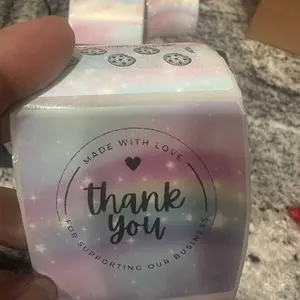 MADE WITH LOVE
thank
you
FOR SUPPORTING OUR BUSINESS